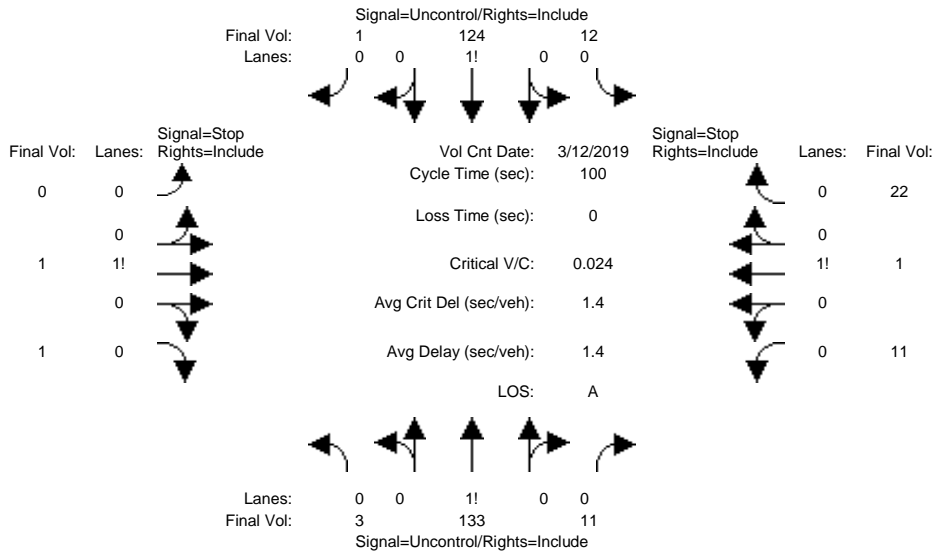 Signal=Uncontrol/Rights=Include
Final Vol: 1 124 12
Lanes: 0 0 1! 0 0
Signal=Stop
Final Vol: Lanes: Rights=Include
Vol Cnt Date: 3/12/2019
Signal=Stop
Rights=Include Lanes: Final Vol:
Cycle Time (sec): 100
0 0
0 22
Loss Time (sec): 0
0
0
1 1!
Critical V/C: 0.024
1! 1
0
Avg Crit Del (sec/veh): 1.4
0
1 0
Avg Delay (sec/veh): 1.4
0 11
LOS: A
Lanes: 0 0 1! 0 0
Final Vol: 3 133 11
Signal=Uncontrol/Rights=Include